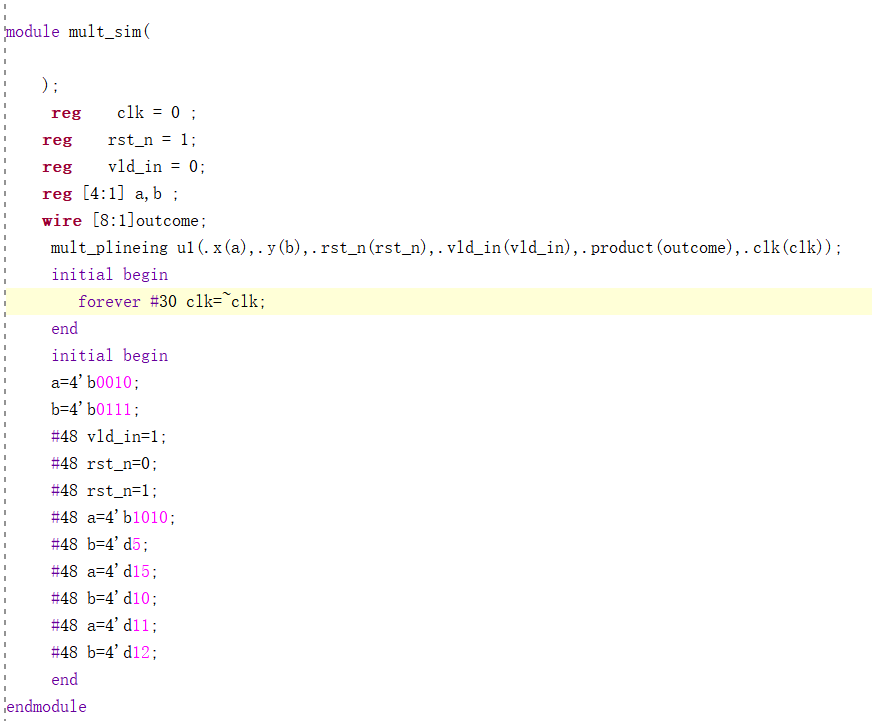 module mult_sim(
);
reg clk = 0 ;
reg rst_n = 1;
reg vld_in = 0;
reg [4:1] a,b ;
wire [8:1]outcome;
mult_plineing u1(.x(a),.y(b),.rst_n(rst_n),.vld_in(vld_in),.product(outcome),.clk(clk));
initial begin
forever #30 clk=~clk;
end
initial begin
a=4'b0010;
b=4'b0111;
#48 vld_in=1;
#48 rst_n=0;
#48 rst_n=1;
#48 a=4'b1010;
#48 b=4'd5;
#48 a=4'd15;
#48 b=4'd10;
#48 a=4'd11;
#48 b=4'd12;
end
endmodule